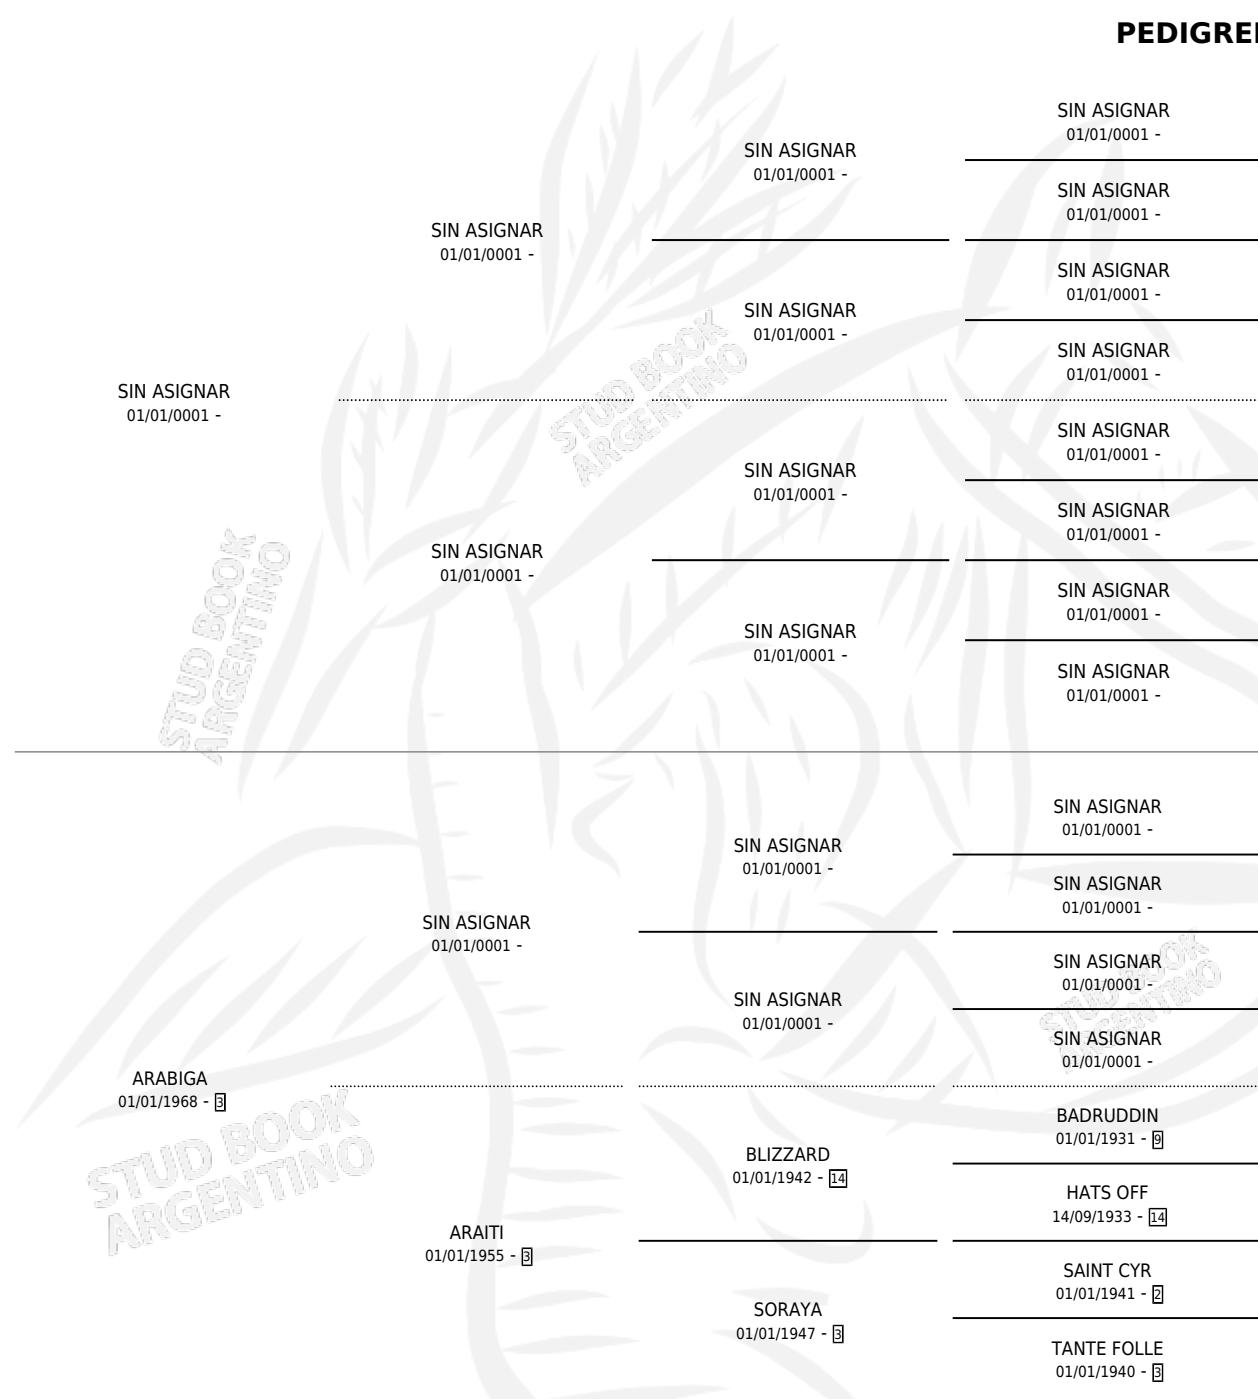 PEDIGREE
SIN ASIGNAR
01/01/0001 -
SIN ASIGNAR
01/01/0001 -
SIN ASIGNAR
01/01/0001 -
SIN ASIGNAR
01/01/0001 -
SIN ASIGNAR
01/01/0001 -
SIN ASIGNAR
01/01/0001 -
SIN ASIGNAR
01/01/0001 -
SIN ASIGNAR
01/01/0001 -
SIN ASIGNAR
01/01/0001 -
SIN ASIGNAR
01/01/0001 -
SIN ASIGNAR
01/01/0001 -
SIN ASIGNAR
01/01/0001 -
SIN ASIGNAR
01/01/0001 -
SIN ASIGNAR
01/01/0001 -
SIN ASIGNAR
01/01/0001 -
STUD BOOK
ARGENTINO
STUD BOOK
ARGENTINO
ARABIGA
01/01/1968 - 3
SIN ASIGNAR
01/01/0001 -
SIN ASIGNAR
01/01/0001 -
SIN ASIGNAR
01/01/0001 -
SIN ASIGNAR
01/01/0001 -
SIN ASIGNAR
01/01/0001 -
SIN ASIGNAR
01/01/0001 -
SIN ASIGNAR
01/01/0001 -
ARAITI
01/01/1955 - 3
BLIZZARD
01/01/1942 - 14
BADRUDDIN
01/01/1931 - 9
HATS OFF
14/09/1933 - 14
SORAYA
01/01/1947 - 3
SAINT CYR
01/01/1941 - 2
TANTE FOLLE
01/01/1940 - 3
STUD BOOK
ARGENTINO
STUD BOOK
ARGENTINO